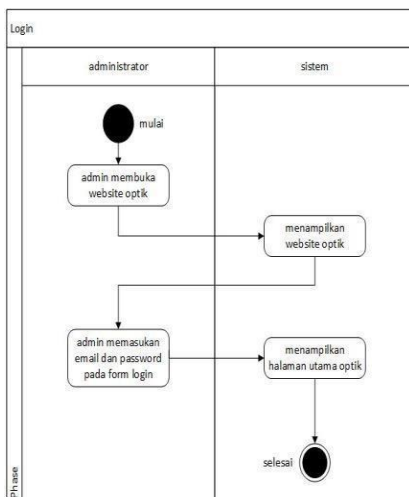 Login
administrator
sistem
mulai
admin membuka
website optik
menampilkan
website optik
admin memasukan
email dan password
pada form login
menampilkan
halaman utama optik
selesai
Phase